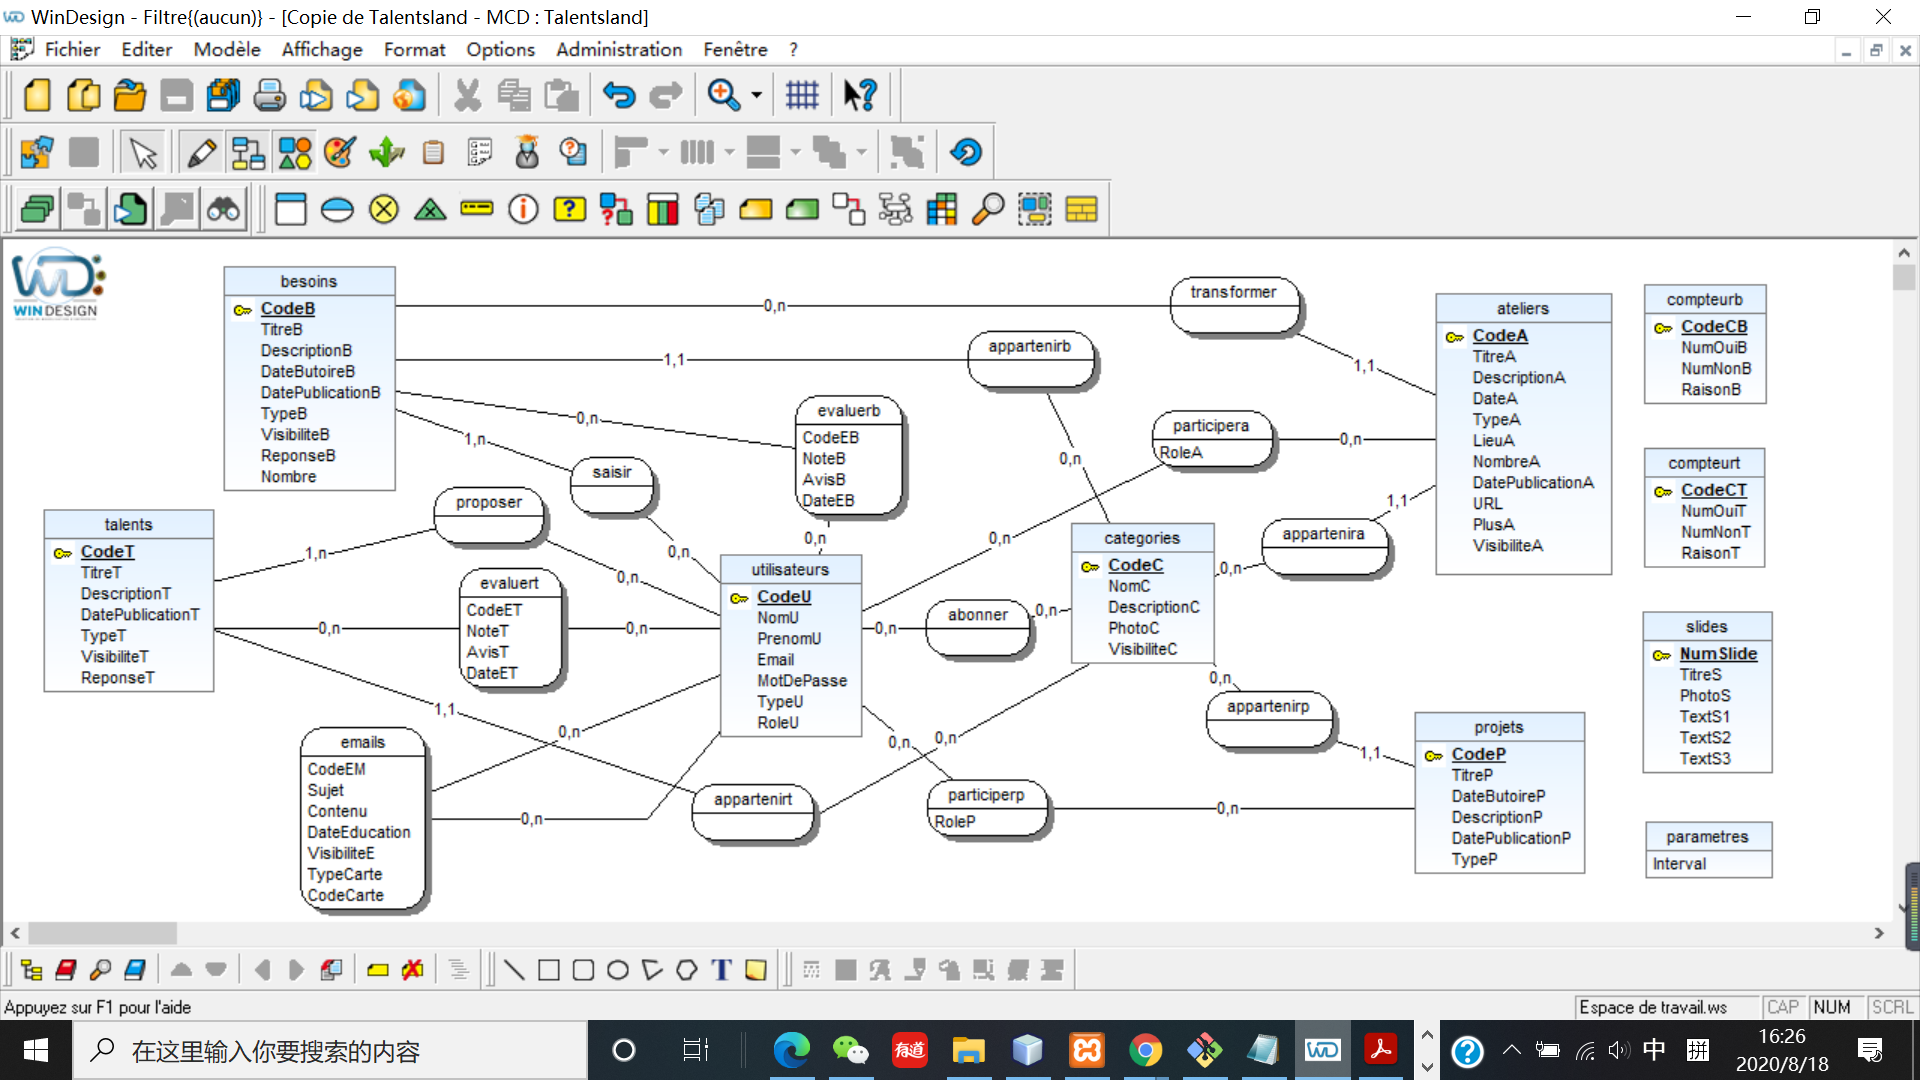 WinDesign - Filtre{(aucun)} - [Copie de Talentsland - MCD : Talentsland]
Fichier Editer Modèle Affichage Format Options Administration Fenêtre ?
WIN DESIGN
besoins
CodeB
TitreB
DescriptionB
DateButoireB
DatePublicationB
TypeB
VisibiliteB
ReponseB
Nombre
0,n
transformer
1,1
1,1
appartenirb
0,n
0,n
evaluerb
CodeEB
NoteB
AvisB
DateEB
0,n
1,n
saisir
0,n
ateliers
CodeA
TitreA
DescriptionA
DateA
TypeA
LieuA
NombreA
DatePublicationA
URL
PlusA
VisibiliteA
compteurb
CodeCB
NumOuiB
NumNonB
RaisonB
participera
RoleA
0,n
0,n
compteurt
CodeCT
NumOuiT
NumNonT
RaisonT
talents
CodeT
TitreT
DescriptionT
DatePublicationT
TypeT
VisibiliteT
ReponseT
1,n
proposer
0,n
0,n
evaluert
CodeET
NoteT
AvisT
DateET
0,n
utilisateurs
CodeU
NomU
PrenomU
Email
MotDePasse
TypeU
RoleU
0,n
abonner
0,n
categories
CodeC
NomC
DescriptionC
PhotoC
VisibiliteC
0,n
appartenira
1,1
slides
NumSlide
TitreS
PhotoS
TextS1
TextS2
TextS3
1,1
appartenirt
0,n
emails
CodeEM
Sujet
Contenu
DateEducation
VisibiliteE
TypeCarte
CodeCarte
0,n
0,n
0,n
participerp
RoleP
0,n
0,n
appartenirp
1,1
projets
CodeP
TitreP
DateButoireP
DescriptionP
DatePublicationP
TypeP
parametres
Interval
Appuyez sur F1 pour l'aide
Espace de travail.ws CAP NUM SCRL
在这里输入你要搜索的内容
有道
中
拼
16:26
2020/8/18